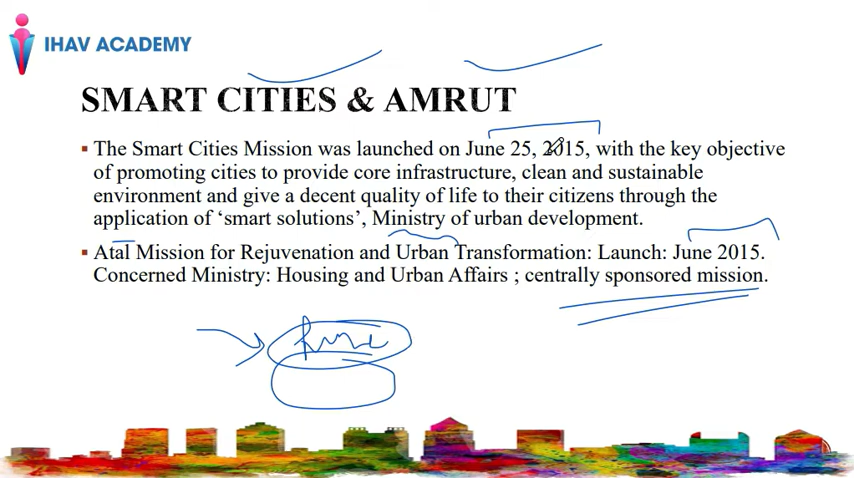 IHAV ACADEMY
SMART CITIES & AMRUT
▪ The Smart Cities Mission was launched on June 25, 2015, with the key objective
of promoting cities to provide core infrastructure, clean and sustainable
environment and give a decent quality of life to their citizens through the
application of ‘smart solutions’, Ministry of urban development.
▪ Atal Mission for Rejuvenation and Urban Transformation: Launch: June 2015.
Concerned Ministry: Housing and Urban Affairs ; centrally sponsored mission.